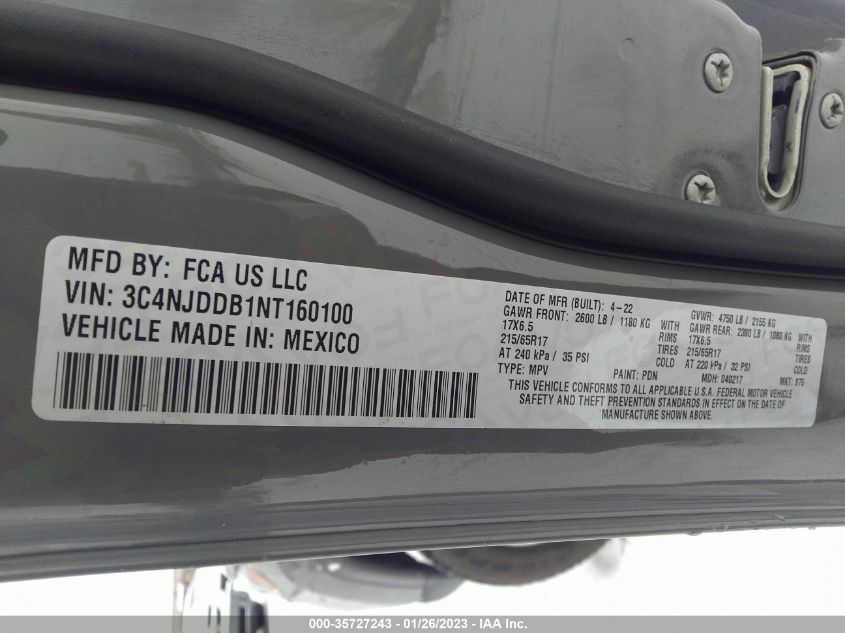 MFD BY: FCA US LLC
VIN: 3C4NJDDB1NT160100
VEHICLE MADE IN: MEXICO
DATE OF MFR (BUILT): 4-22 GVWR: 4750 LB / 2155 KG
GAWR FRONT: 2600 LB / 1180 KG WITH GAWR REAR: 2380 LB / 1080 KG WITH
17X6.5 RIMS 17X6.5 RIMS
215/65R17 TIRES 215/65R17 TIRES
AT 240 kPa / 35 PSI COLD AT 220 kPa / 32 PSI COLD
TYPE: MPV PAINT: PDN MDH: 040217 MKT: 875
THIS VEHICLE CONFORMS TO ALL APPLICABLE U.S.A. FEDERAL MOTOR VEHICLE
SAFETY AND THEFT PREVENTION STANDARDS IN EFFECT ON THE DATE OF
MANUFACTURE SHOWN ABOVE.
000-35727243 - 01/26/2023 - IAA Inc.